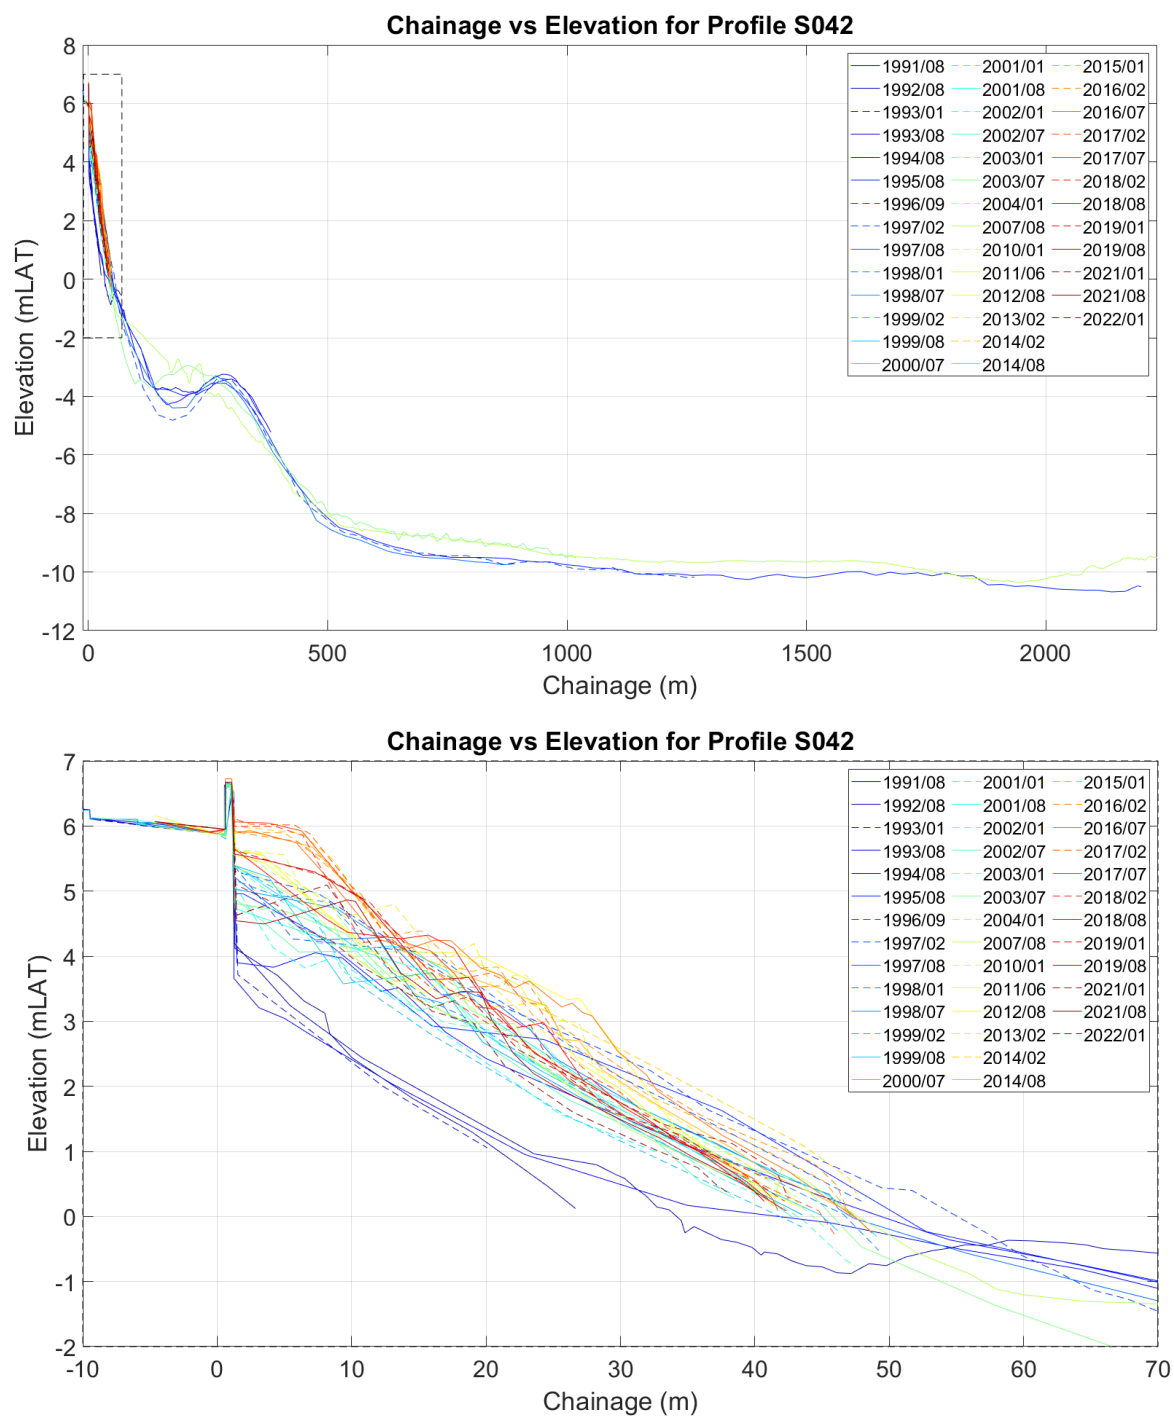 Chainage vs Elevation for Profile S042
8
6
4
2
0
-2
-4
-6
-8
-10
-12
Elevation (mLAT)
1991/08 2001/01 2015/01
1992/08 2001/08 2016/02
1993/01 2002/01 2016/07
1993/08 2002/07 2017/02
1994/08 2003/01 2017/07
1995/08 2003/07 2018/02
1996/09 2004/01 2018/08
1997/02 2007/08 2019/01
1997/08 2010/01 2019/08
1998/01 2011/06 2021/01
1998/07 2012/08 2021/08
1999/02 2013/02 2022/01
1999/08 2014/02
2000/07 2014/08
0 500 1000 1500 2000
Chainage (m)
Chainage vs Elevation for Profile S042
7
6
5
4
3
2
1
0
-1
-2
Elevation (mLAT)
1991/08 2001/01 2015/01
1992/08 2001/08 2016/02
1993/01 2002/01 2016/07
1993/08 2002/07 2017/02
1994/08 2003/01 2017/07
1995/08 2003/07 2018/02
1996/09 2004/01 2018/08
1997/02 2007/08 2019/01
1997/08 2010/01 2019/08
1998/01 2011/06 2021/01
1998/07 2012/08 2021/08
1999/02 2013/02 2022/01
1999/08 2014/02
2000/07 2014/08
-10 0 10 20 30 40 50 60 70
Chainage (m)